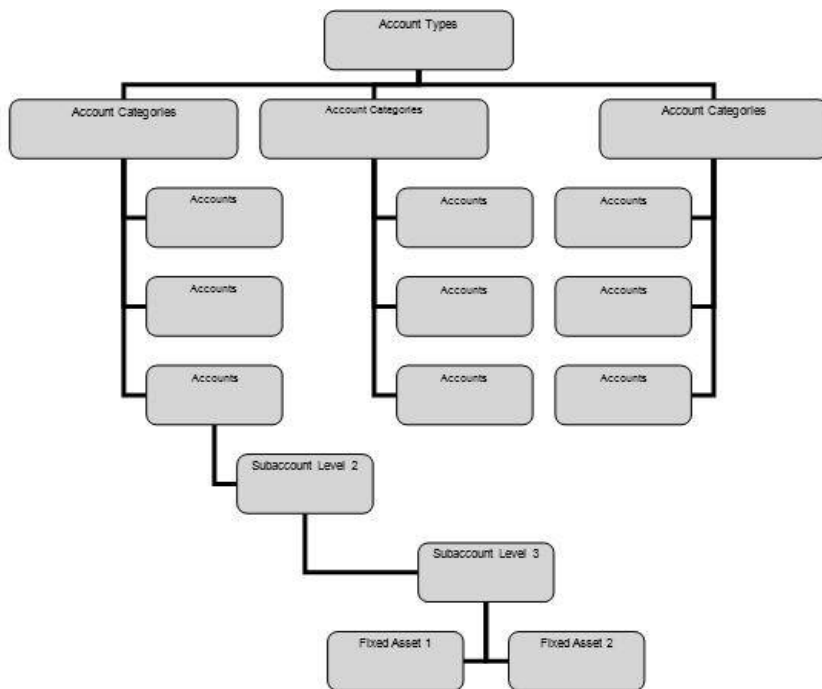 Account Types
Account Categories
Account Categories
Account Categories
Accounts
Accounts
Accounts
Accounts
Accounts
Accounts
Accounts
Accounts
Accounts
Subaccount Level 2
Subaccount Level 3
Fixed Asset 1
Fixed Asset 2